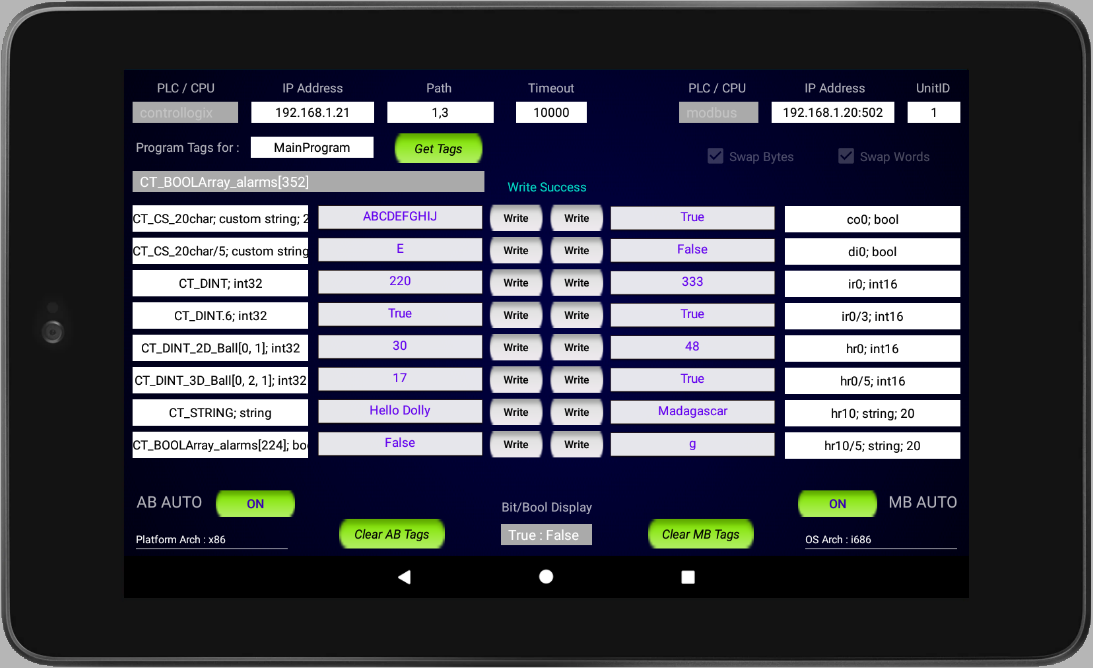 PLC / CPU IP Address Path Timeout PLC / CPU IP Address UnitID
controllogix 192.168.1.21 1,3 10000 modbus 192.168.1.20:502 1
Program Tags for : MainProgram Get Tags Swap Bytes Swap Words
CT_BOOLArray_alarms[352]
Write Success
CT_CS_20char; custom string; 2 ABCDEFGHIJ Write Write True co0; bool
CT_CS_20char/5; custom string E Write Write False di0; bool
CT_DINT; int32 220 Write Write 333 ir0; int16
CT_DINT.6; int32 True Write Write True ir0/3; int16
CT_DINT_2D_Ball[0, 1]; int32 30 Write Write 48 hr0; int16
CT_DINT_3D_Ball[0, 2, 1]; int32 17 Write Write True hr0/5; int16
CT_STRING; string Hello Dolly Write Write Madagascar hr10; string; 20
CT_BOOLArray_alarms[224]; boo False Write Write g hr10/5; string; 20
AB AUTO ON Bit/Bool Display ON MB AUTO
Clear AB Tags True : False Clear MB Tags
Platform Arch : x86 OS Arch : i686